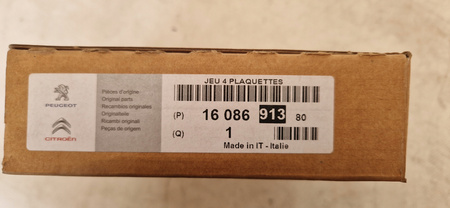 JEU 4 PLAQUETTES
PEUGEOT
CITROËN
Pièces d'origine
Original parts
Recambios originales
Originalteile
Ricambi originali
Peças de origem
(P) 16 086 913 80
(Q) 1
Made in IT - Italie